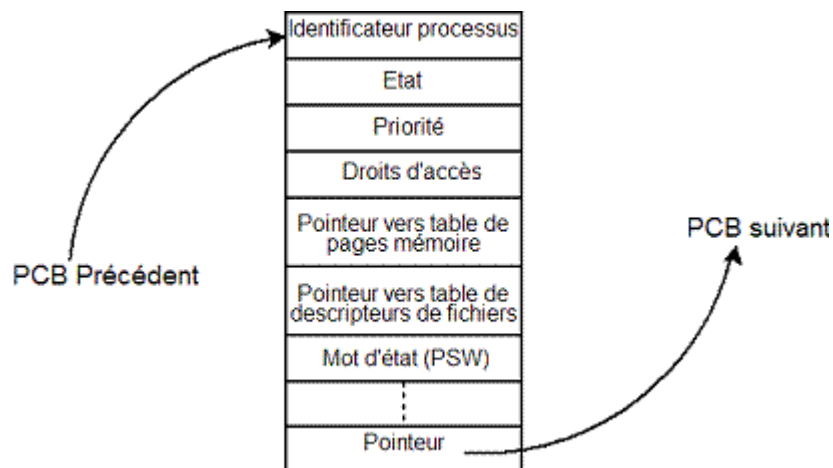 Identificateur processus
Etat
Priorité
Droits d'accès
Pointeur vers table de
pages mémoire
PCB suivant
PCB Précédent
Pointeur vers table de
descripteurs de fichiers
Mot d'état (PSW)
Pointeur